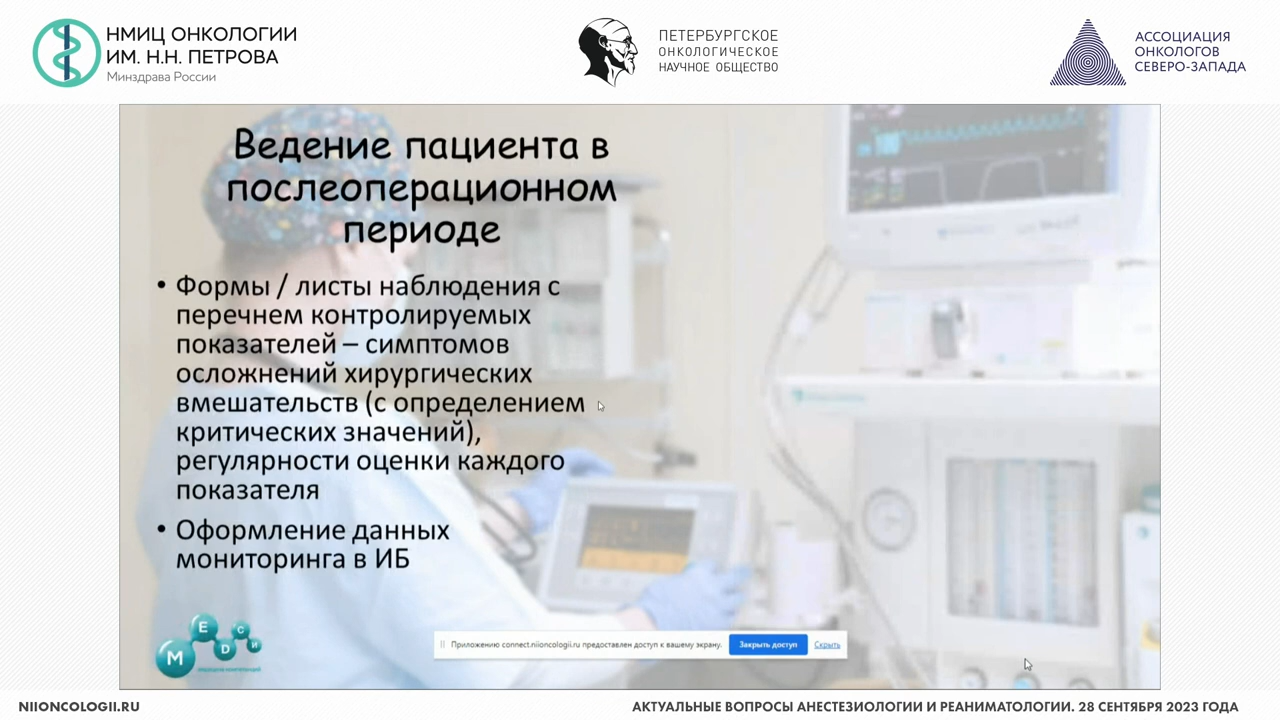 НМИЦ ОНКОЛОГИИ
ИМ. Н.Н. ПЕТРОВА
Минздрава России
ПЕТЕРБУРГСКОЕ
ОНКОЛОГИЧЕСКОЕ
НАУЧНОЕ ОБЩЕСТВО
АССОЦИАЦИЯ
ОНКОЛОГОВ
СЕВЕРО-ЗАПАДА
Ведение пациента в
послеоперационном
периоде
• Формы / листы наблюдения с
перечнем контролируемых
показателей – симптомов
осложнений хирургических
вмешательств (с определением
критических значений),
регулярности оценки каждого
показателя
• Оформление данных
мониторинга в ИБ
МЕДСИ
Приложению connect.niioncologii.ru предоставлен доступ к вашему экрану.
Закрыть доступ
Скрыть
NIIONCOLOGII.RU
АКТУАЛЬНЫЕ ВОПРОСЫ АНЕСТЕЗИОЛОГИИ И РЕАНИМАТОЛОГИИ. 28 СЕНТЯБРЯ 2023 ГОДА